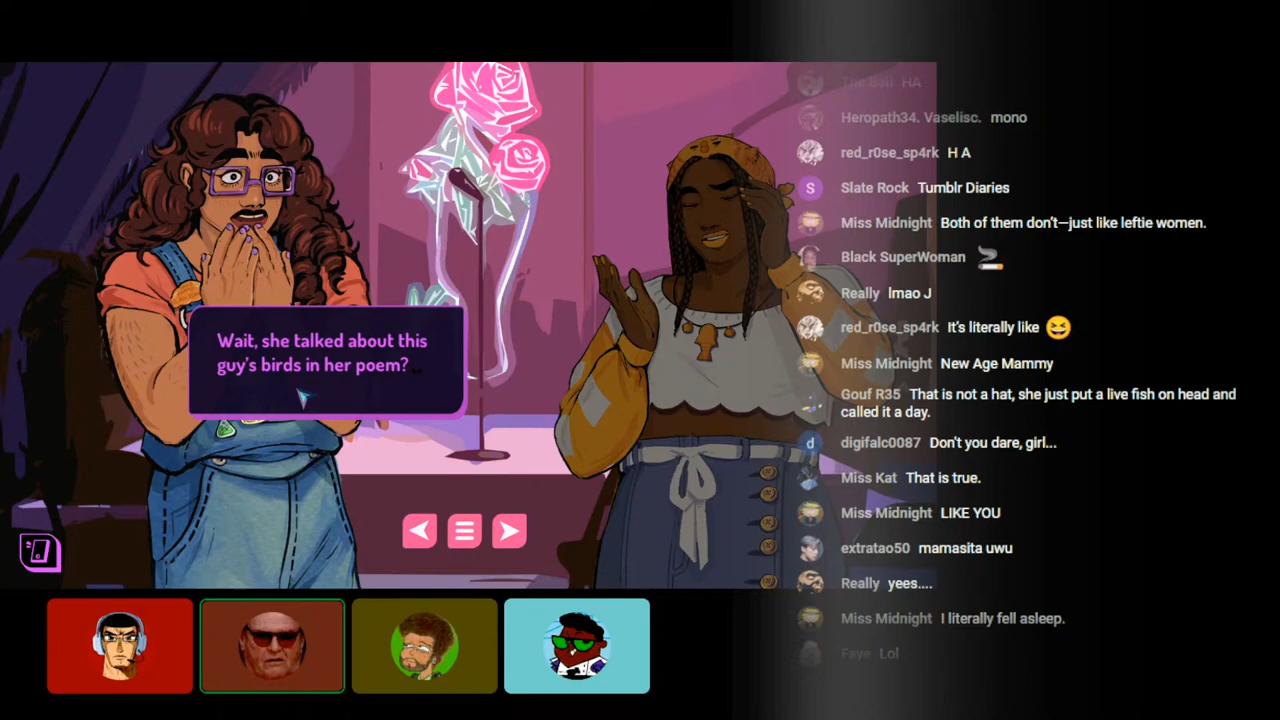 Wait, she talked about this
guy's birds in her poem?
The Bell HA
Heropath34. Vaselisc. mono
red_r0se_sp4rk H A
S Slate Rock Tumblr Diaries
Miss Midnight Both of them don't—just like leftie women.
Black SuperWoman
Really lmao J
red_r0se_sp4rk It's literally like 😆
Miss Midnight New Age Mammy
Gouf R35 That is not a hat, she just put a live fish on head and
called it a day.
d digifalc0087 Don't you dare, girl...
Miss Kat That is true.
Miss Midnight LIKE YOU
extratao50 mamasita uwu
Really yees....
Miss Midnight I literally fell asleep.
Faye Lol